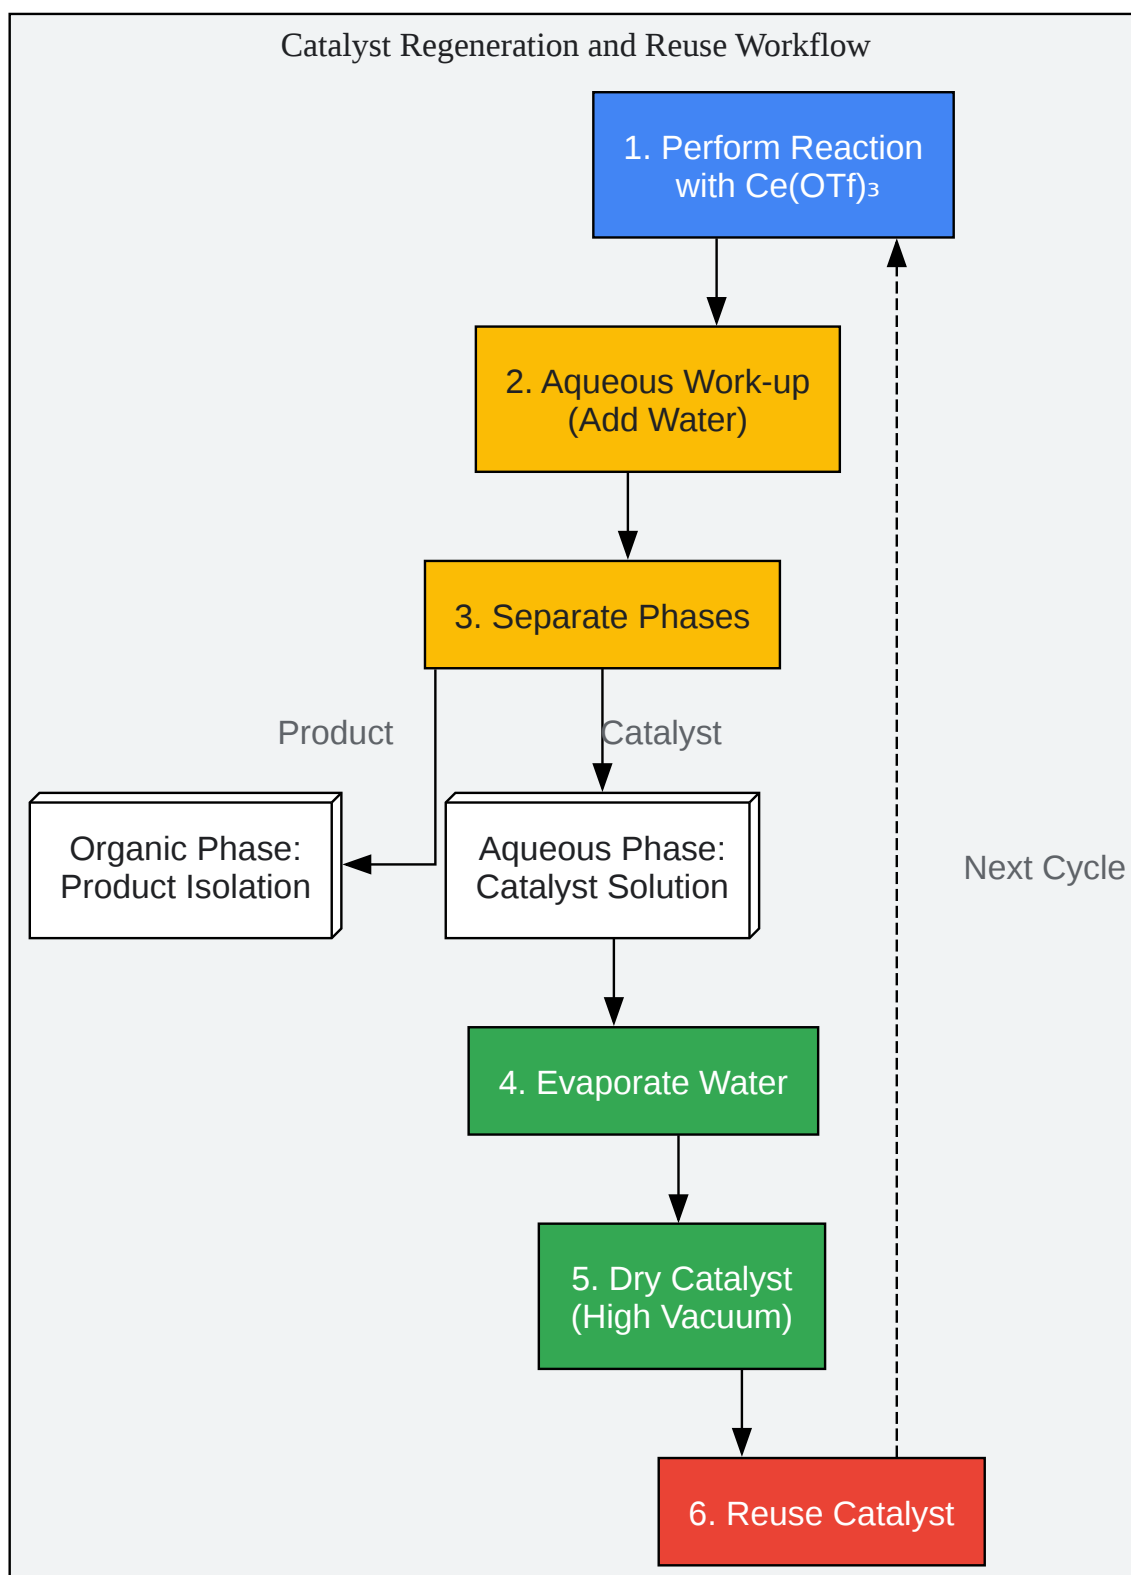 Catalyst Regeneration and Reuse Workflow
1. Perform Reaction
with Ce(OTf)₃
2. Aqueous Work-up
(Add Water)
3. Separate Phases
Product
Catalyst
Organic Phase:
Product Isolation
Aqueous Phase:
Catalyst Solution
Next Cycle
4. Evaporate Water
5. Dry Catalyst
(High Vacuum)
6. Reuse Catalyst